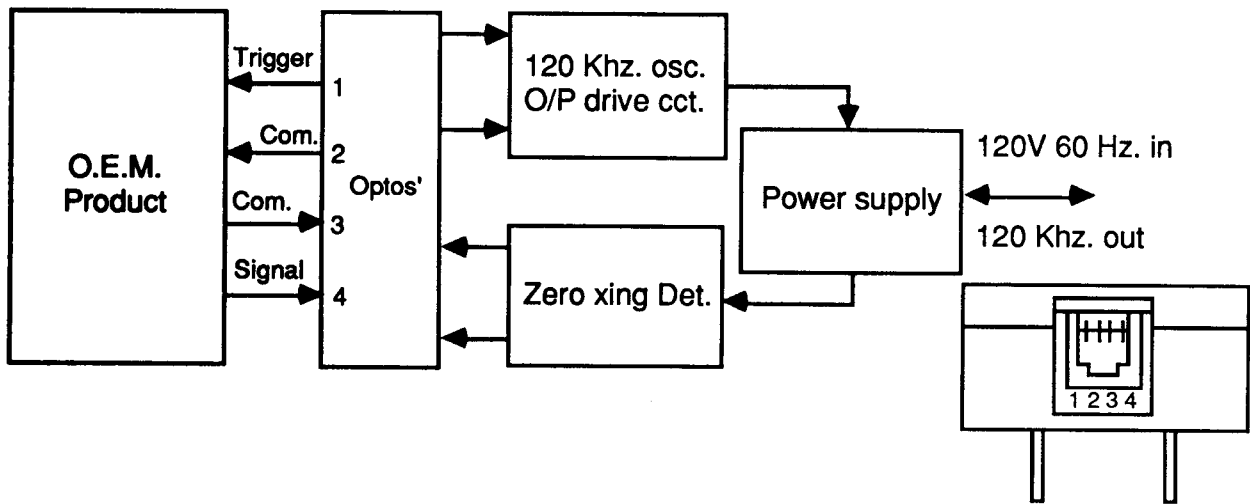 O.E.M.
Product
Trigger
Com.
Com.
Signal
1
2
3
4
Optos'
120 Khz. osc.
O/P drive cct.
Zero xing Det.
Power supply
120V 60 Hz. in
120 Khz. out
1 2 3 4